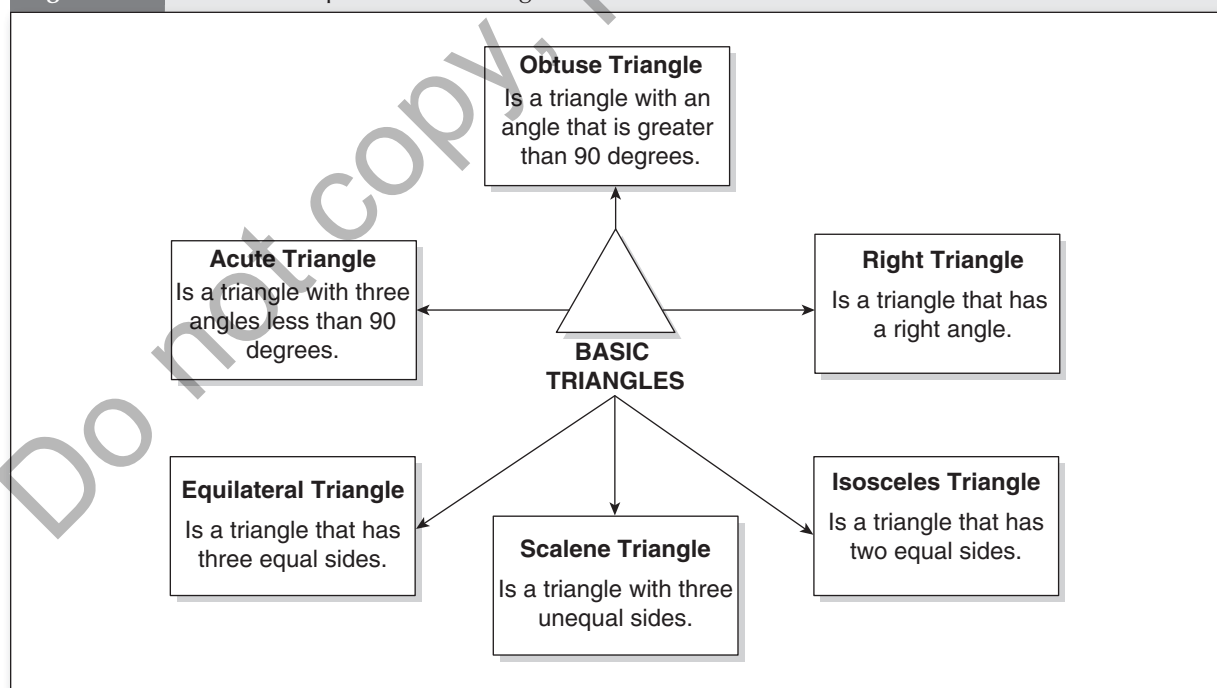 Do not copy,
Obtuse Triangle
Is a triangle with an
angle that is greater
than 90 degrees.
Acute Triangle
Is a triangle with three
angles less than 90
degrees.
Right Triangle
Is a triangle that has
a right angle.
BASIC
TRIANGLES
Equilateral Triangle
Is a triangle that has
three equal sides.
Scalene Triangle
Is a triangle with three
unequal sides.
Isosceles Triangle
Is a triangle that has
two equal sides.